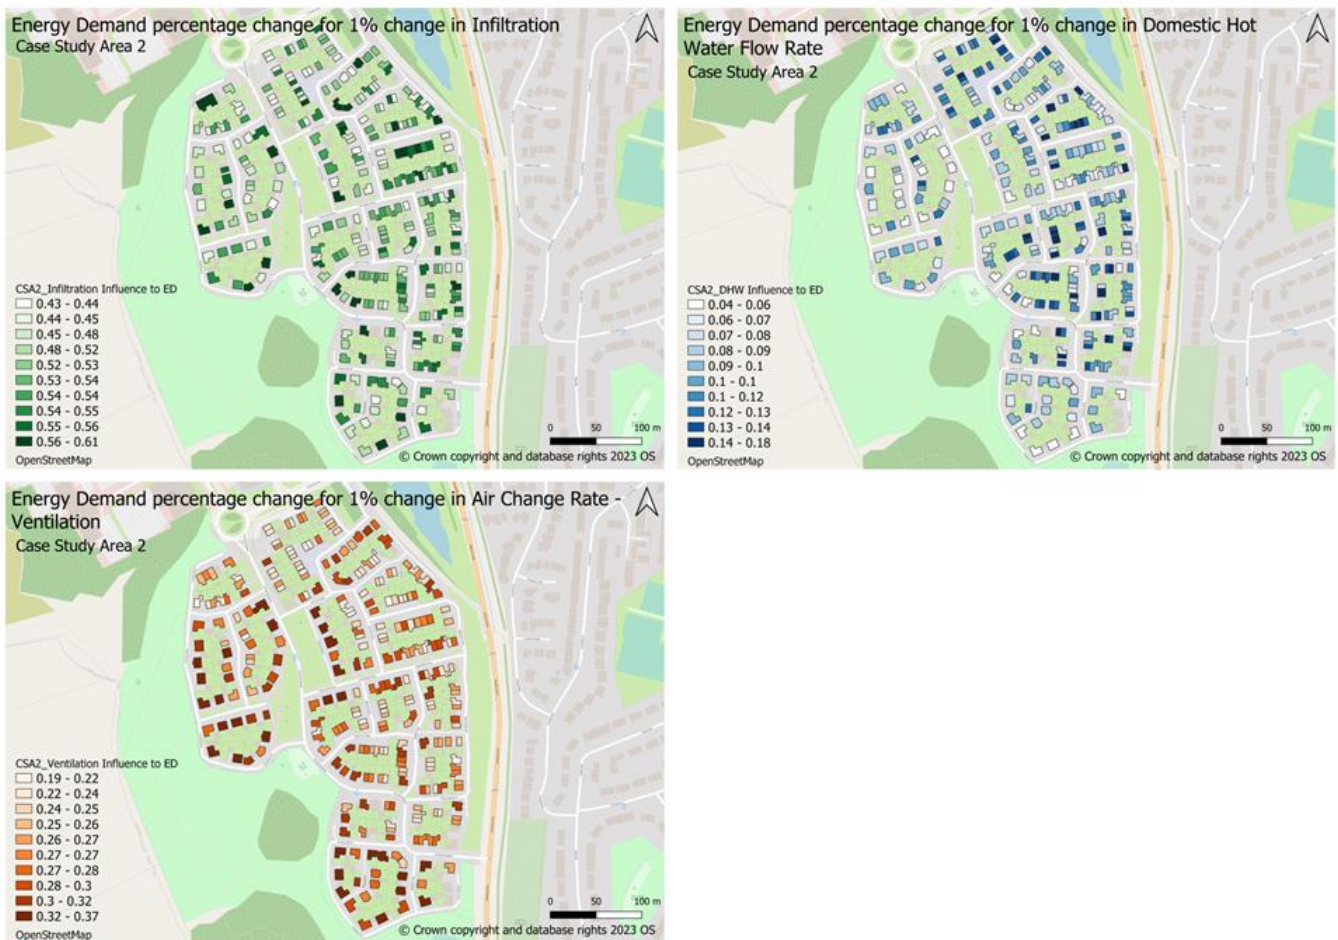 Energy Demand percentage change for 1% change in Infiltration
Case Study Area 2
CSA2_Infiltration Influence to ED
0.43 - 0.44
0.44 - 0.45
0.45 - 0.48
0.48 - 0.52
0.52 - 0.53
0.53 - 0.54
0.54 - 0.54
0.54 - 0.55
0.55 - 0.56
0.56 - 0.61
OpenStreetMap
0 50 100 m
© Crown copyright and database rights 2023 OS
Energy Demand percentage change for 1% change in Domestic Hot
Water Flow Rate
Case Study Area 2
CSA2_DHW Influence to ED
0.04 - 0.06
0.06 - 0.07
0.07 - 0.08
0.08 - 0.09
0.09 - 0.1
0.1 - 0.1
0.1 - 0.12
0.12 - 0.13
0.13 - 0.14
0.14 - 0.18
OpenStreetMap
0 50 100 m
© Crown copyright and database rights 2023 OS
Energy Demand percentage change for 1% change in Air Change Rate -
Ventilation
Case Study Area 2
CSA2_Ventilation Influence to ED
0.19 - 0.22
0.22 - 0.24
0.24 - 0.25
0.25 - 0.26
0.26 - 0.27
0.27 - 0.27
0.27 - 0.28
0.28 - 0.3
0.3 - 0.32
0.32 - 0.37
OpenStreetMap
0 50 100 m
© Crown copyright and database rights 2023 OS